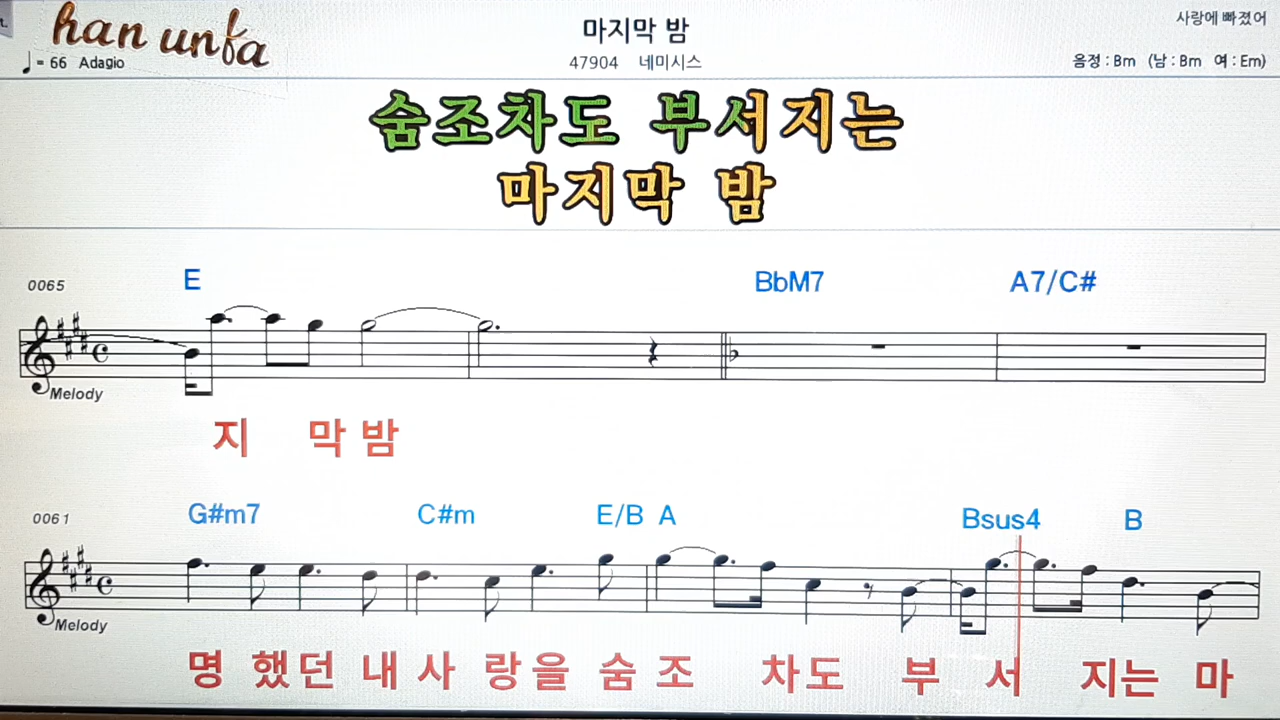 han unfa
마지막 밤
사랑에 빠졌어
♩ = 66 Adagio
47904 네미시스
음정 : Bm (남 : Bm 여 : Em)
숨조차도 부서지는
마지막 밤
0065
E BbM7 A7/C#
Melody
지 막 밤
0061
G#m7 C#m E/B A Bsus4 B
Melody
명 했던 내 사 랑을 숨 조 차도 부 서 지는 마